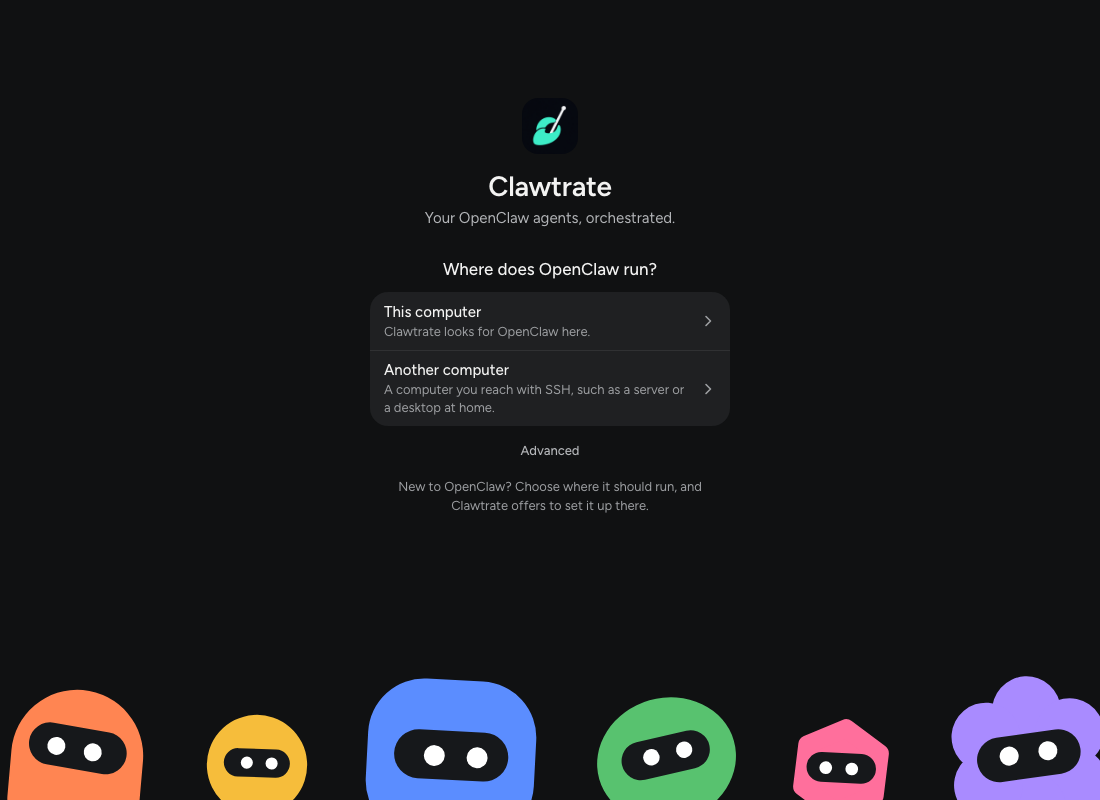 Clawtrate
Your OpenClaw agents, orchestrated.
Where does OpenClaw run?
This computer
Clawtrate looks for OpenClaw here.
Another computer
A computer you reach with SSH, such as a server or
a desktop at home.
Advanced
New to OpenClaw? Choose where it should run, and
Clawtrate offers to set it up there.